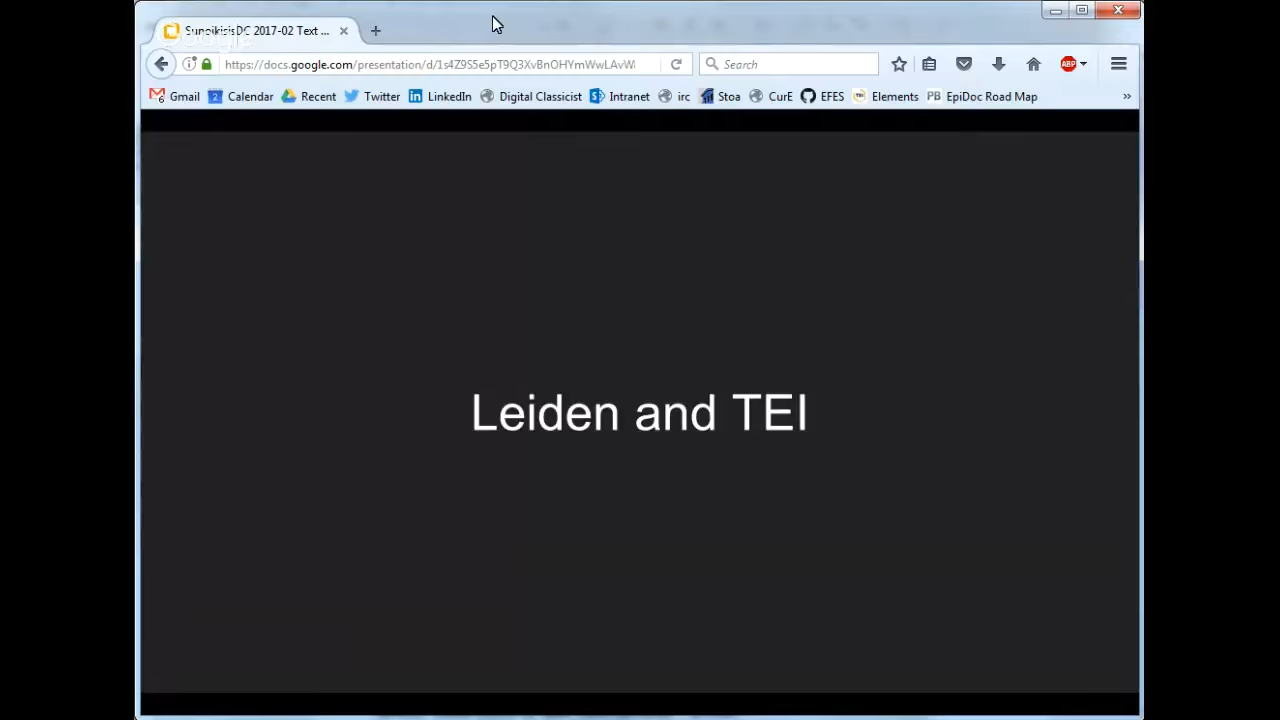 SunoikisisDC 2017-02 Text ...
https://docs.google.com/presentation/d/
Search
Gmail Calendar Recent Twitter LinkedIn Digital Classicist Intranet irc Stoa CurE EFES Elements EpiDoc Road Map
Leiden and TEI